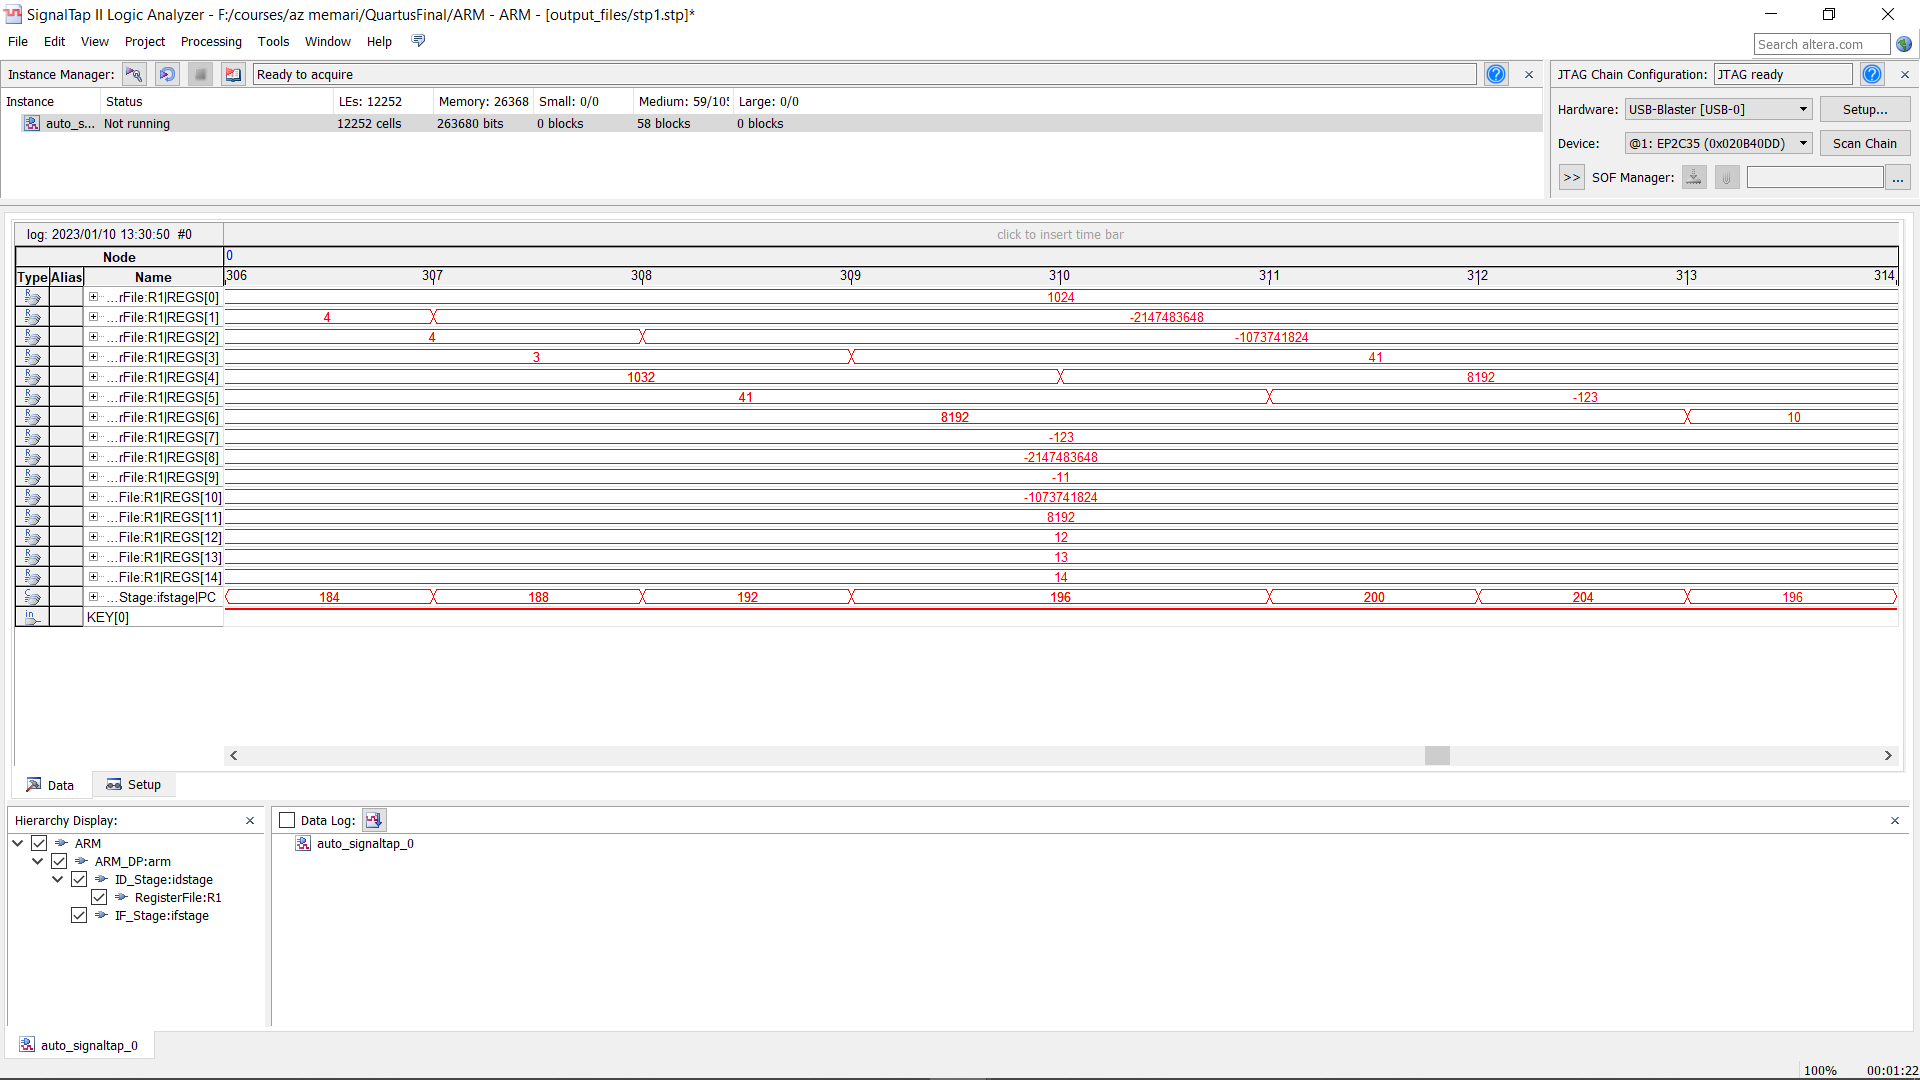 SignalTap II Logic Analyzer - F:/courses/az memari/QuartusFinal/ARM - ARM - [output_files/stp1.stp]*
File Edit View Project Processing Tools Window Help
Search altera.com
Instance Manager: Ready to acquire
JTAG Chain Configuration: JTAG ready
Instance Status LEs: 12252 Memory: 26368 Small: 0/0 Medium: 59/10 Large: 0/0
auto_s... Not running 12252 cells 263680 bits 0 blocks 58 blocks 0 blocks
Hardware: USB-Blaster [USB-0] Setup...
Device: @1: EP2C35 (0x020B40DD) Scan Chain
>> SOF Manager: ...
log: 2023/01/10 13:30:50 #0 click to insert time bar
Node 0
Type Alias Name 306 307 308 309 310 311 312 313 314
...rFile:R1|REGS[0] 1024
...rFile:R1|REGS[1] 4 -2147483648
...rFile:R1|REGS[2] 4 -1073741824
...rFile:R1|REGS[3] 3 41
...rFile:R1|REGS[4] 1032 8192
...rFile:R1|REGS[5] 41 -123
...rFile:R1|REGS[6] 8192 10
...rFile:R1|REGS[7] -123
...rFile:R1|REGS[8] -2147483648
...rFile:R1|REGS[9] -11
...File:R1|REGS[10] -1073741824
...File:R1|REGS[11] 8192
...File:R1|REGS[12] 12
...File:R1|REGS[13] 13
...File:R1|REGS[14] 14
...Stage:ifstage|PC 184 188 192 196 200 204 196
KEY[0]
Data Setup
Hierarchy Display:
ARM
ARM_DP:arm
ID_Stage:idstage
RegisterFile:R1
IF_Stage:ifstage
Data Log:
auto_signaltap_0
auto_signaltap_0
100% 00:01:22